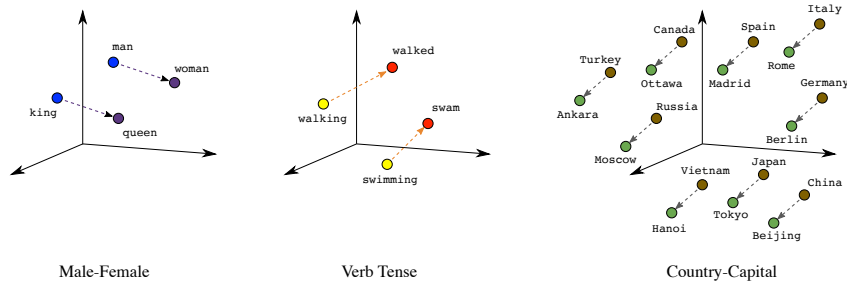 man
woman
king
queen
walked
walking
swam
swimming
Italy
Canada
Spain
Rome
Turkey
Ottawa
Madrid
Germany
Ankara
Russia
Berlin
Moscow
Vietnam
Japan
China
Hanoi
Tokyo
Beijing
Male-Female
Verb Tense
Country-Capital